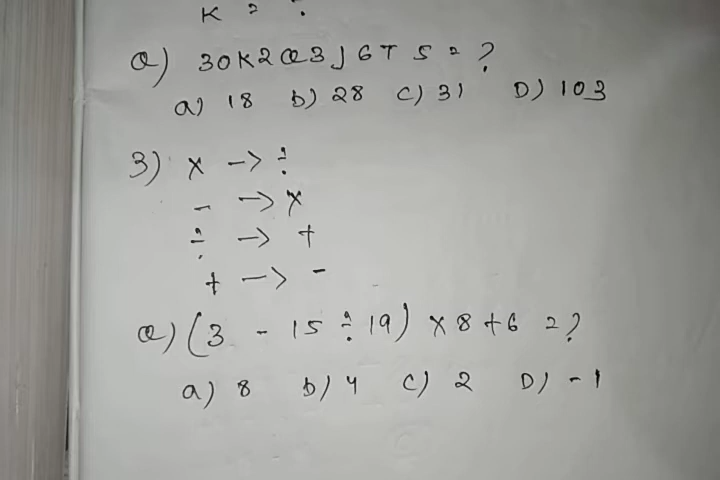 K = ?
Q) 30K2Q3J6T5 = ?
a) 18 b) 28 c) 31 D) 103
3) × -> ÷
- -> ×
÷ -> +
+ -> -
Q) (3 - 15 ÷ 19) × 8 + 6 = ?
a) 8 b) 4 c) 2 D) -1